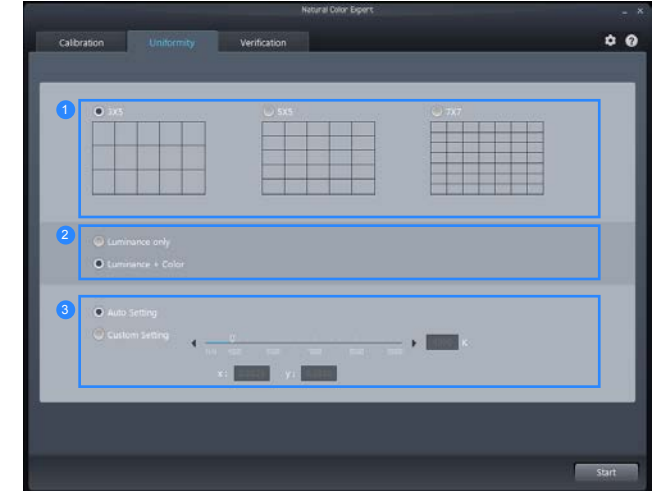 Natural Color Expert
Calibration Uniformity Verification
1
3X5 5X5 7X7
2
Luminance only
Luminance + Color
3
Auto Setting
Custom Setting
K
x: y:
Start